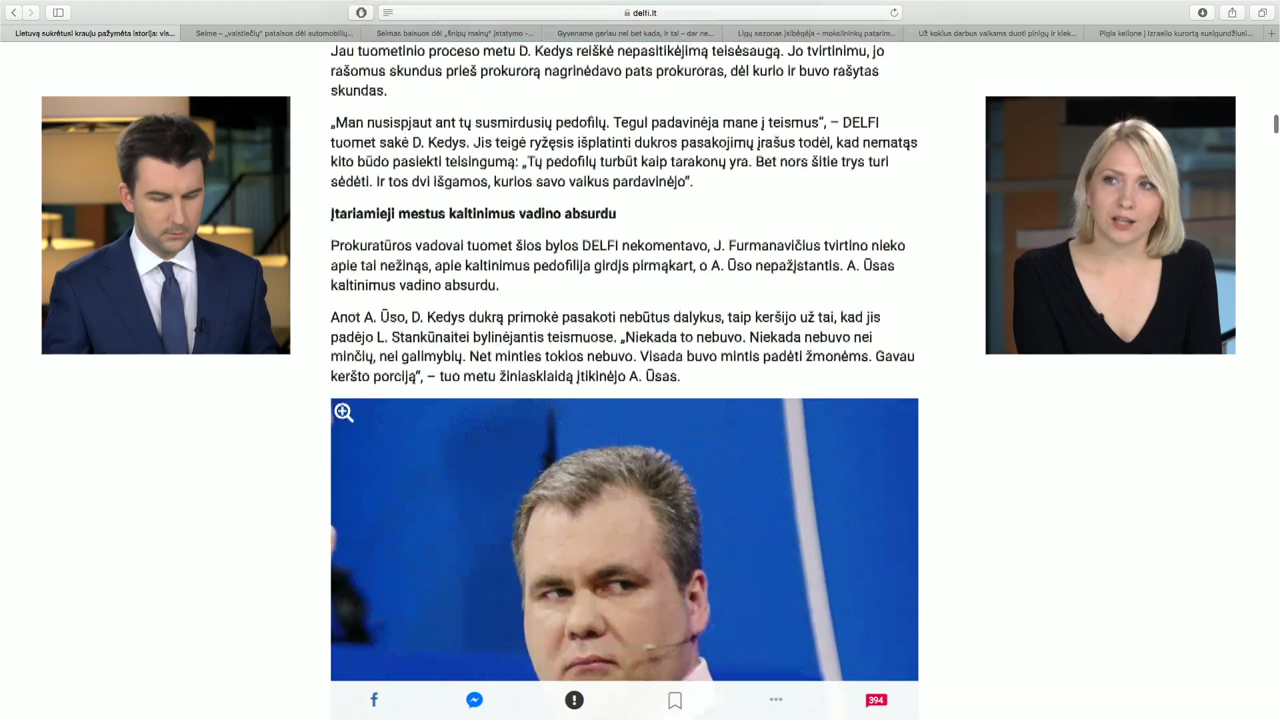 delfi.lt
Lietuvą sukrėtusi krauju pažymėta istorija: vis...
Seime – „valstiečių“ pataisos dėl automobilių...
Seimas balsuos dėl „šnipų mainų“ įstatymo -...
Gyvename geriau nei bet kada, ir tai – dar ne...
Ligų sezonas įsibėgėja – mokslininkų patarim...
Už kokius darbus vaikams duoti pinigų ir kiek...
Pigia kelione į Izraelio kurortą susigundžiusi...
Jau tuometinio proceso metu D. Kedys reiškė nepasitikėjimą teisėsauga. Jo tvirtinimu, jo
rašomus skundus prieš prokurorą nagrinėdavo pats prokuroras, dėl kurio ir buvo rašytas
skundas.
„Man nusispjaut ant tų susmirdusių pedofilų. Tegul padavinėja mane į teismus“, – DELFI
tuomet sakė D. Kedys. Jis teigė ryžęsis išplatinti dukros pasakojimų įrašus todėl, kad nematąs
kito būdo pasiekti teisingumą: „Tų pedofilų turbūt kaip tarakonų yra. Bet nors šitie trys turi
sėdėti. Ir tos dvi išgamos, kurios savo vaikus pardavinėjo“.
Įtariamieji mestus kaltinimus vadino absurdu
Prokuratūros vadovai tuomet šios bylos DELFI nekomentavo, J. Furmanavičius tvirtino nieko
apie tai nežinąs, apie kaltinimus pedofilija girdįs pirmąkart, o A. Ūso nepažįstantis. A. Ūsas
kaltinimus vadino absurdu.
Anot A. Ūso, D. Kedys dukrą primokė pasakoti nebūtus dalykus, taip keršijo už tai, kad jis
padėjo L. Stankūnaitei bylinėjantis teismuose. „Niekada to nebuvo. Niekada nebuvo nei
minčių, nei galimybių. Net minties tokios nebuvo. Visada buvo mintis padėti žmonėms. Gavau
keršto porciją“, – tuo metu žiniasklaidą įtikinėjo A. Ūsas.
394